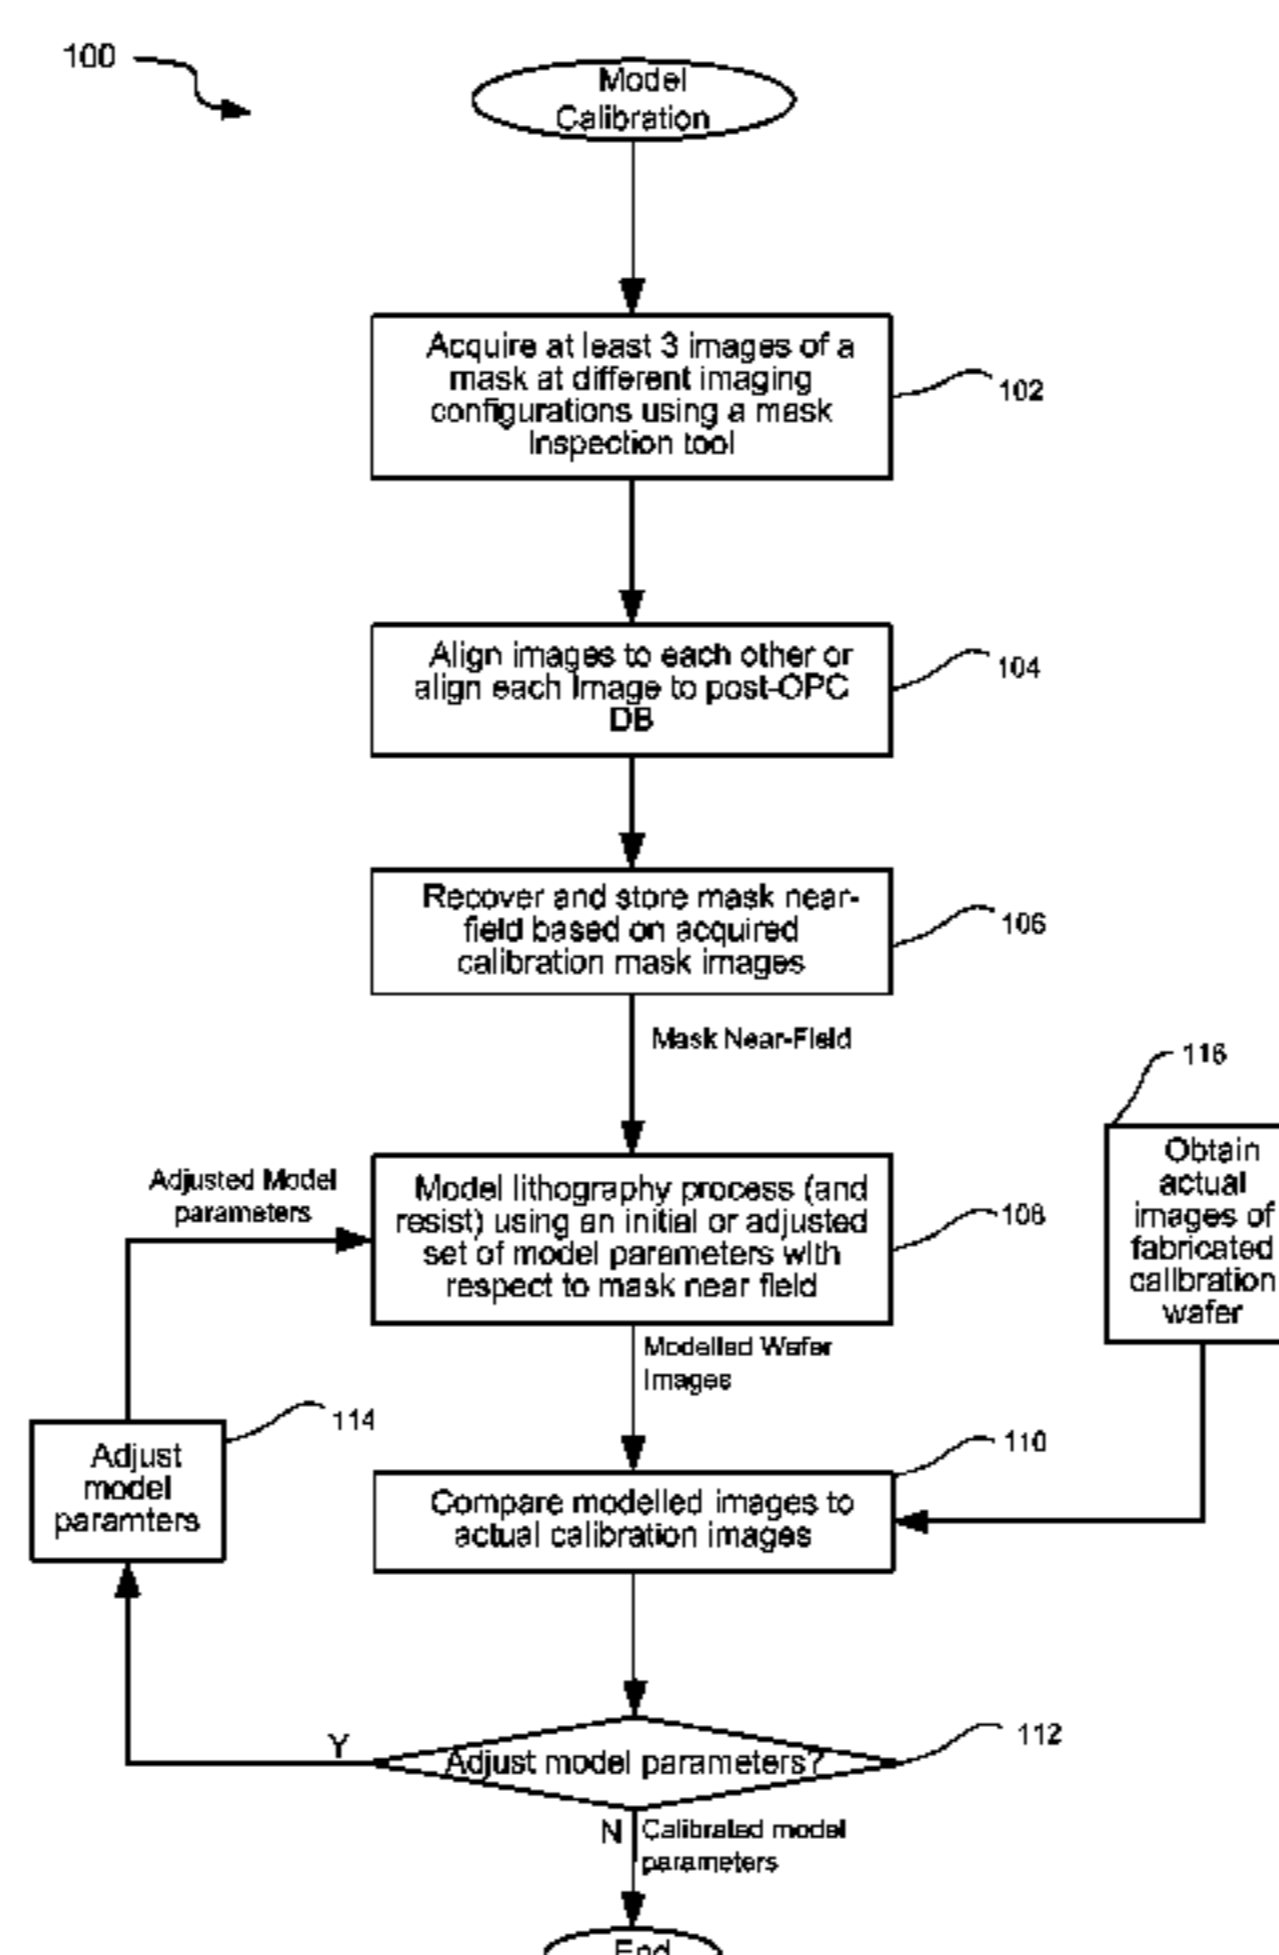 100
Model
Calibration
Acquire at least 3 images of a
mask at different imaging
configurations using a mask
Inspection tool
102
Align images to each other or
align each Image to post-OPC
DB
104
Recover and store mask near-
field based on acquired
calibration mask images
106
Mask Near-Field
116
Obtain
actual
images of
fabricated
calibration
wafer
Adjusted Model
parameters
Model lithography process (and
resist) using an initial or adjusted
set of model parameters with
respect to mask near field
108
Modelled Wafer
Images
114
Adjust
model
paramters
110
Compare modelled images to
actual calibration images
Y
Adjust model parameters?
112
N
Calibrated model
parameters
End